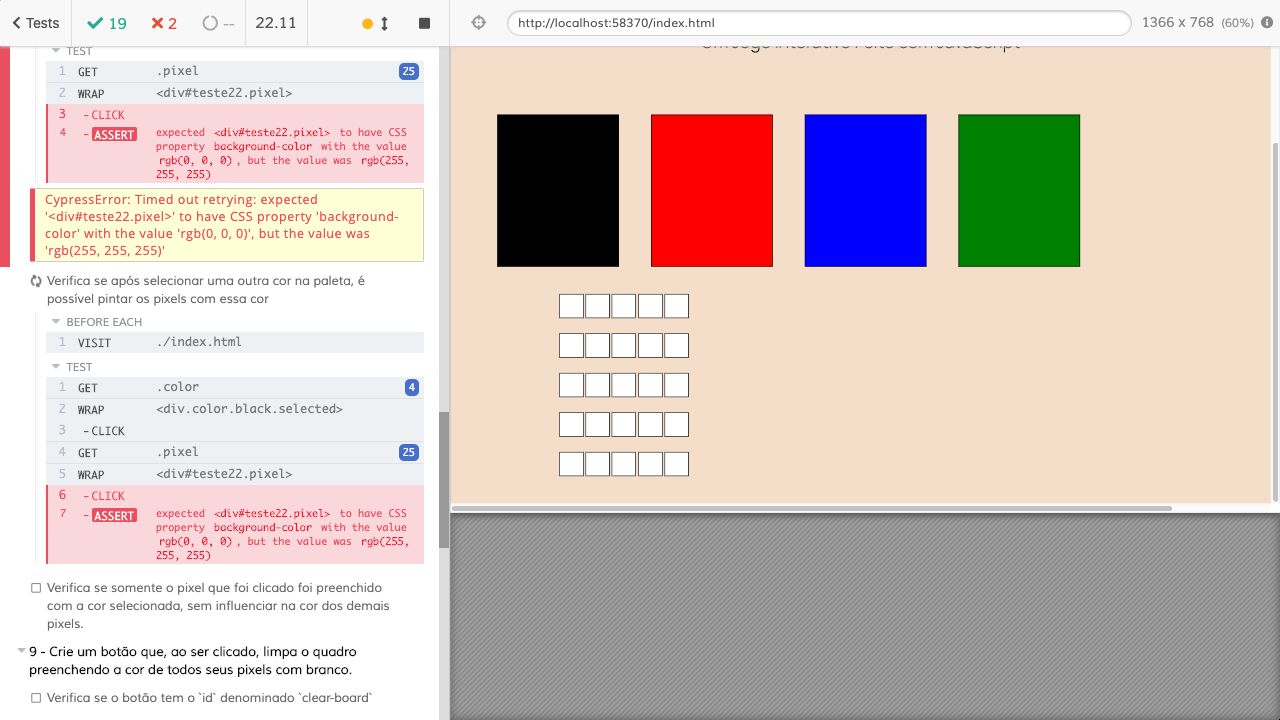 Tests
19
2
--
22.11
http://localhost:58370/index.html
1366 x 768 (60%)
TEST
1 GET .pixel 25
2 WRAP <div#teste22.pixel>
3 -CLICK
4 -ASSERT expected <div#teste22.pixel> to have CSS
property background-color with the value
rgb(0, 0, 0), but the value was rgb(255,
255, 255)
CypressError: Timed out retrying: expected
'<div#teste22.pixel>' to have CSS property 'background-
color' with the value 'rgb(0, 0, 0)', but the value was
'rgb(255, 255, 255)'
Verifica se após selecionar uma outra cor na paleta, é
possível pintar os pixels com essa cor
BEFORE EACH
1 VISIT ./index.html
TEST
1 GET .color 4
2 WRAP <div.color.black.selected>
3 -CLICK
4 GET .pixel 25
5 WRAP <div#teste22.pixel>
6 -CLICK
7 -ASSERT expected <div#teste22.pixel> to have CSS
property background-color with the value
rgb(0, 0, 0), but the value was rgb(255,
255, 255)
Verifica se somente o pixel que foi clicado foi preenchido
com a cor selecionada, sem influenciar na cor dos demais
pixels.
9 - Crie um botão que, ao ser clicado, limpa o quadro
preenchendo a cor de todos seus pixels com branco.
Verifica se o botão tem o `id` denominado `clear-board`